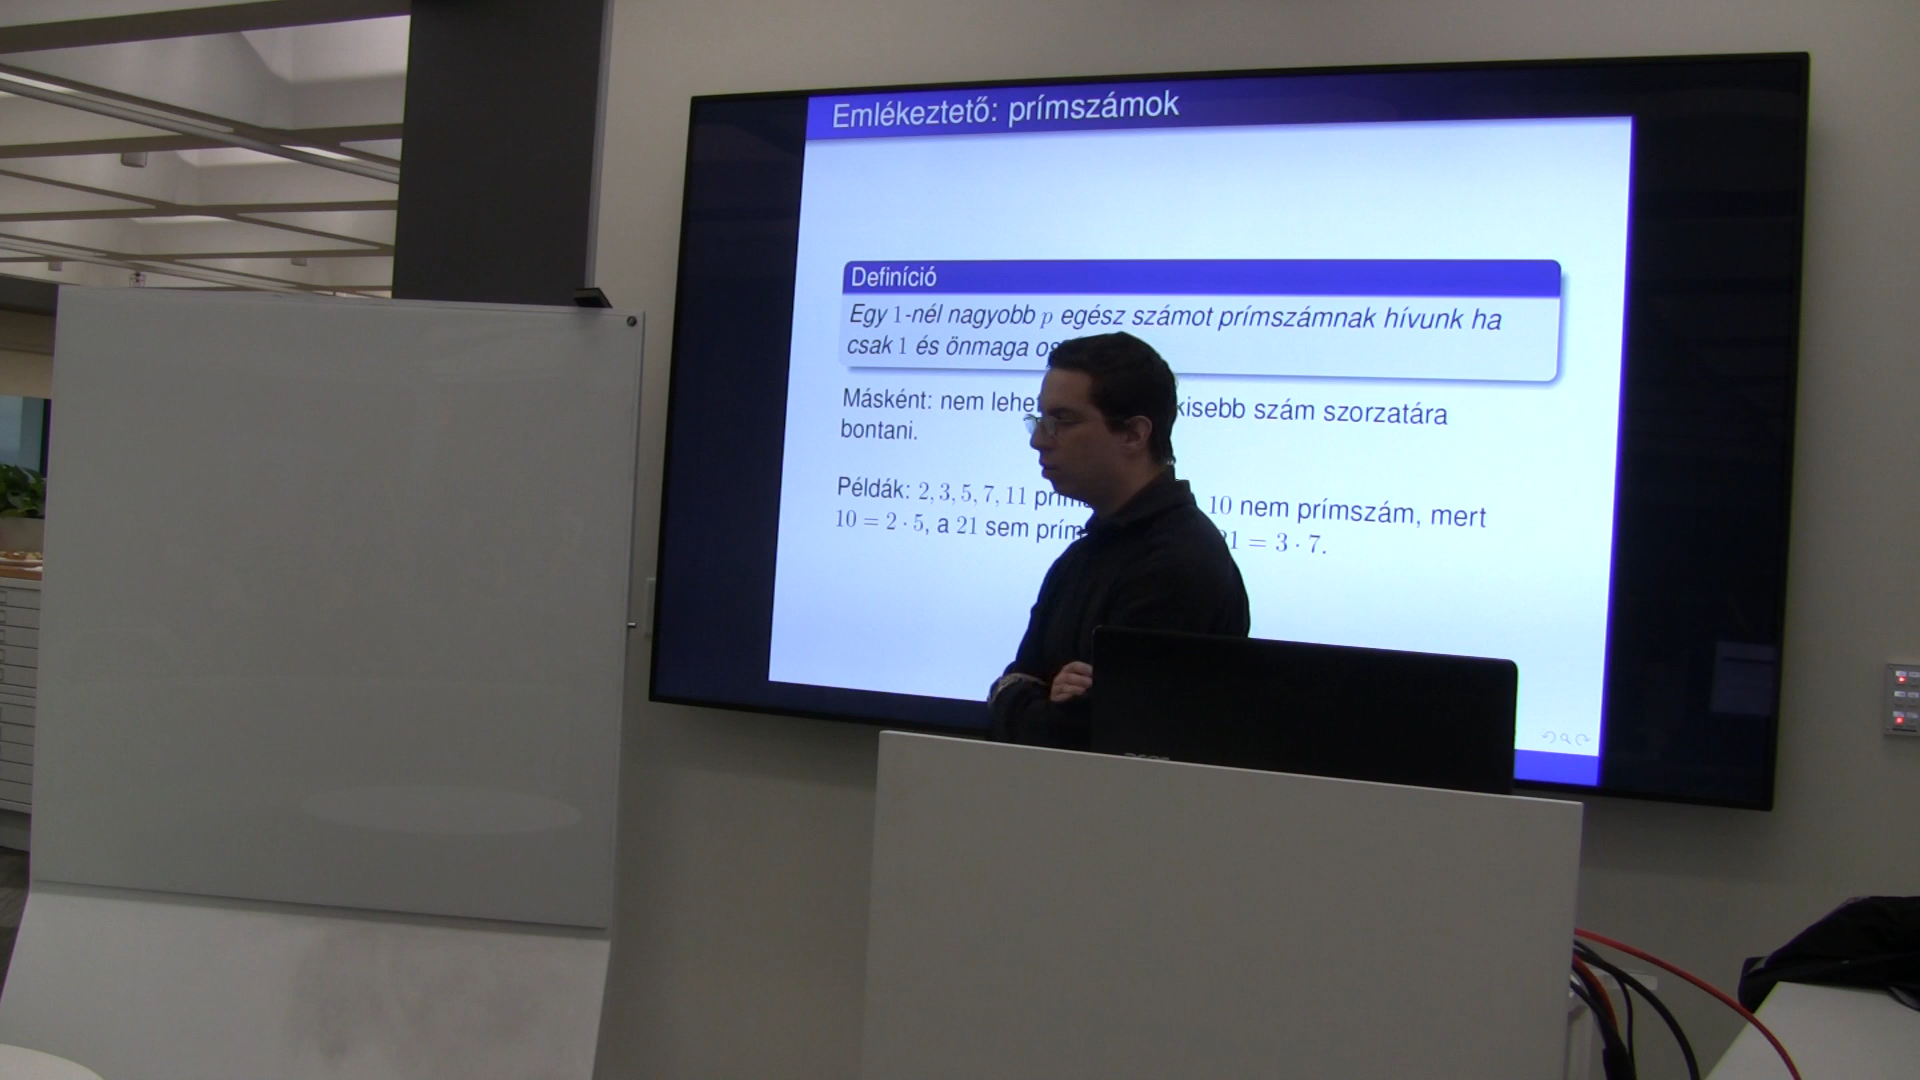 Emlékeztető: prímszámok
Definíció
Egy 1-nél nagyobb p egész számot prímszámnak hívunk ha
csak 1 és önmaga
Másként: nem kisebb szám szorzatára
bontani.
Példák: 2, 3, 5, 7, 11 10 nem prímszám, mert
10 = 2 · 5, a 21 sem = 3 · 7.